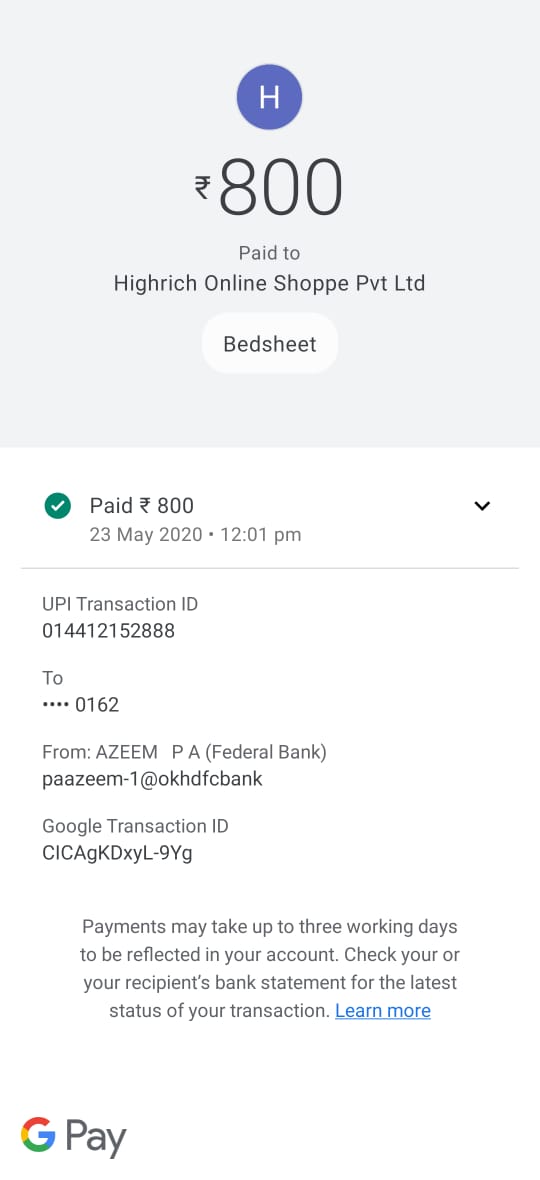 H
₹800
Paid to
Highrich Online Shoppe Pvt Ltd
Bedsheet
Paid ₹ 800
23 May 2020 • 12:01 pm
UPI Transaction ID
014412152888
To
•••• 0162
From: AZEEM   P A (Federal Bank)
paazeem-1@okhdfcbank
Google Transaction ID
CICAgKDxyL-9Yg
Payments may take up to three working days
to be reflected in your account. Check your or
your recipient’s bank statement for the latest
status of your transaction. Learn more
G Pay